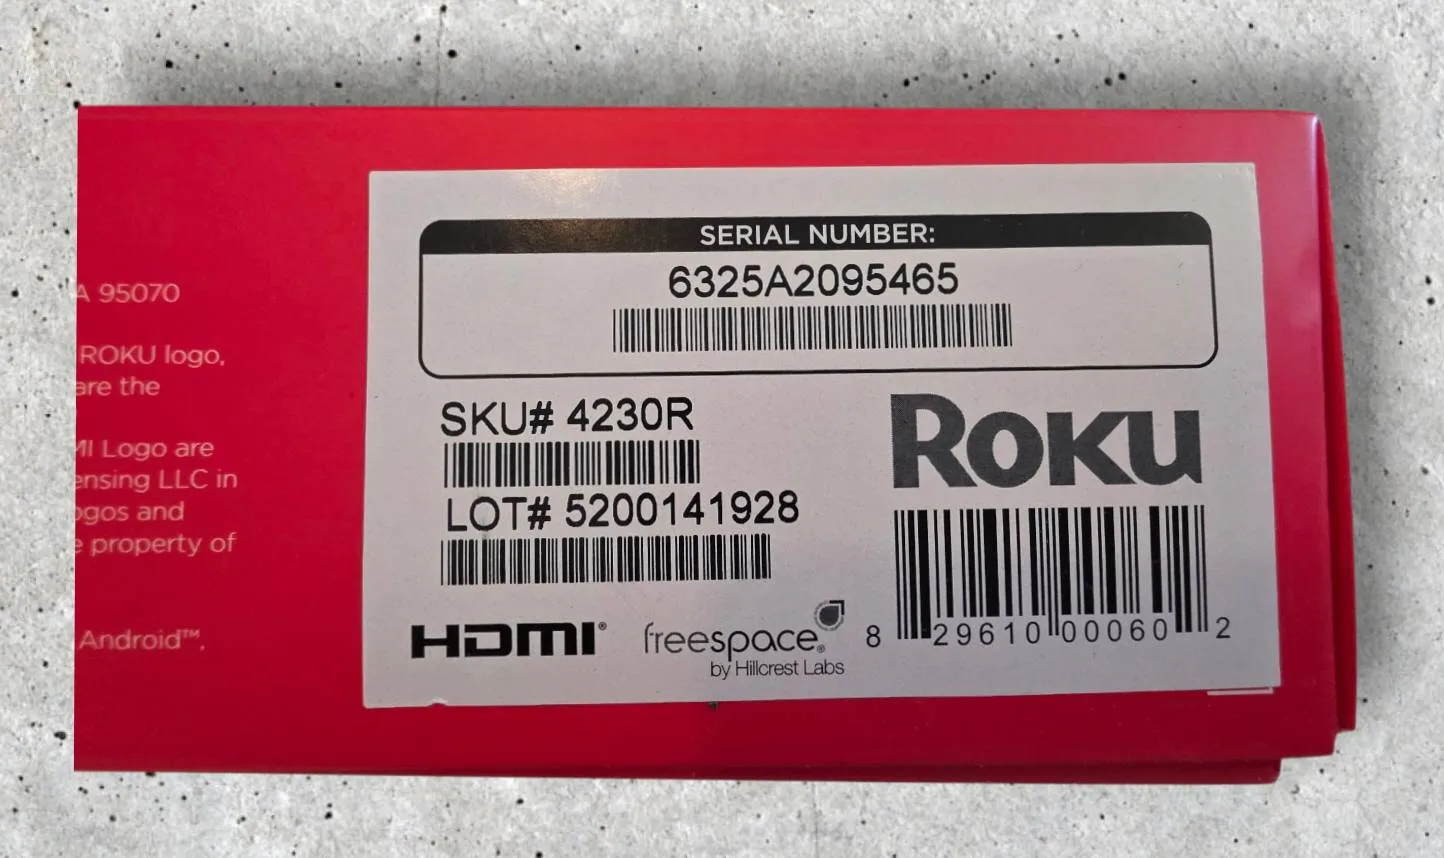 A 95070
ROKU logo,
are the
MI Logo are
ensing LLC in
ogos and
e property of
Android™,
SERIAL NUMBER:
6325A2095465
SKU# 4230R
LOT# 5200141928
HDMI®
freespace®
by Hillcrest Labs
ROKU
8 29610 00060 2